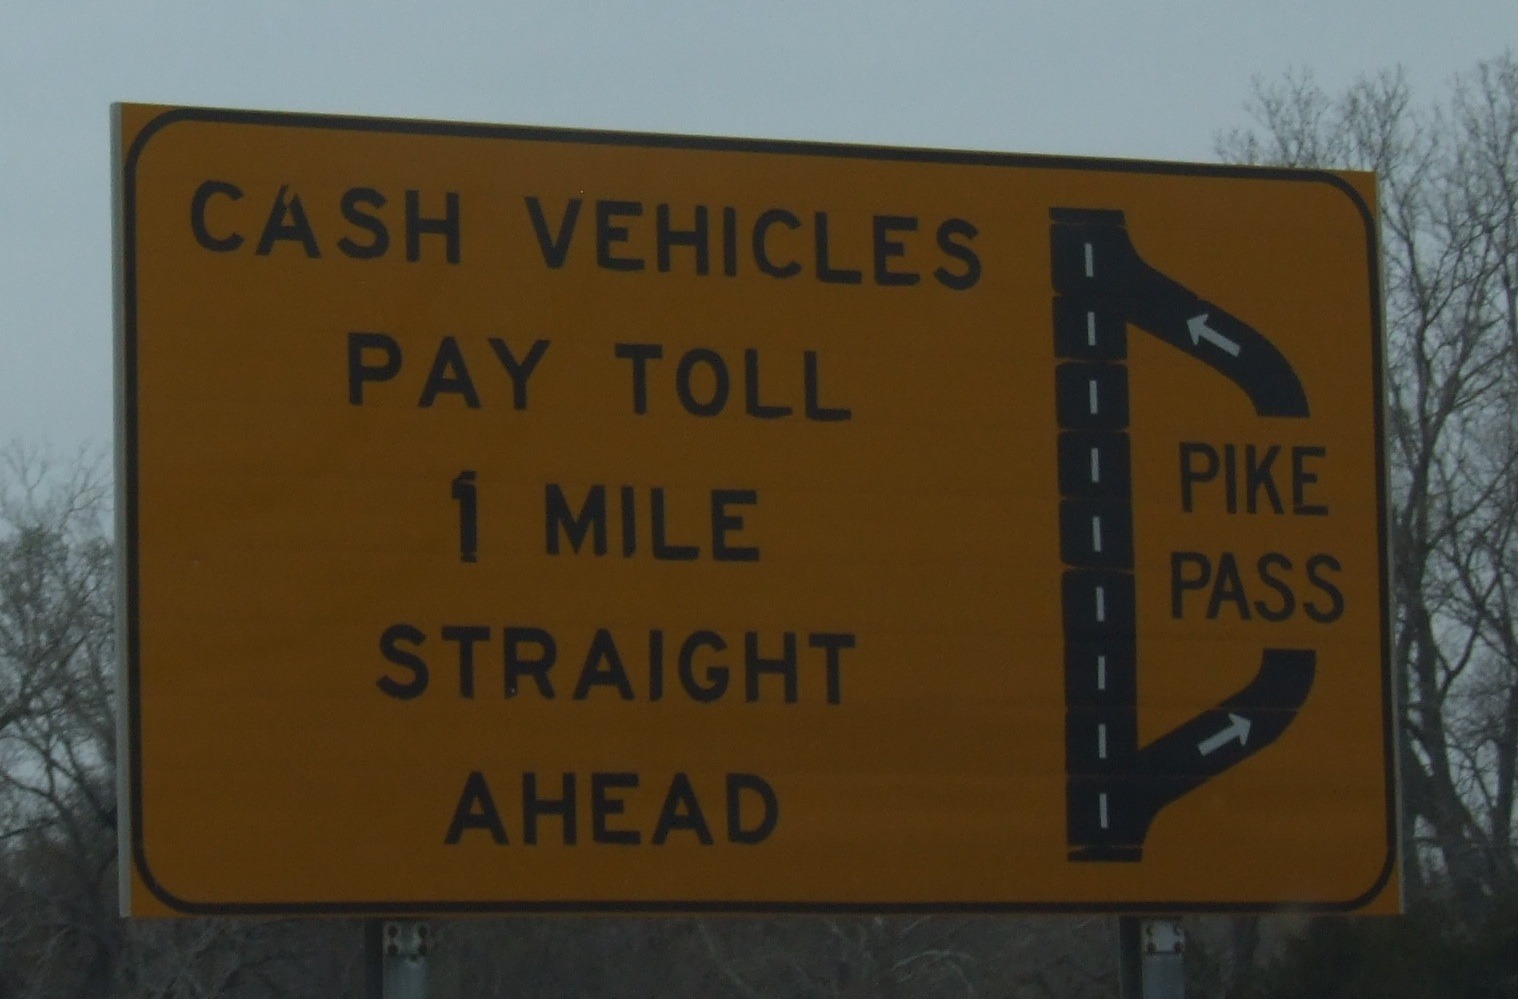 CASH VEHICLES
PAY TOLL
1 MILE
STRAIGHT
AHEAD
PIKE
PASS